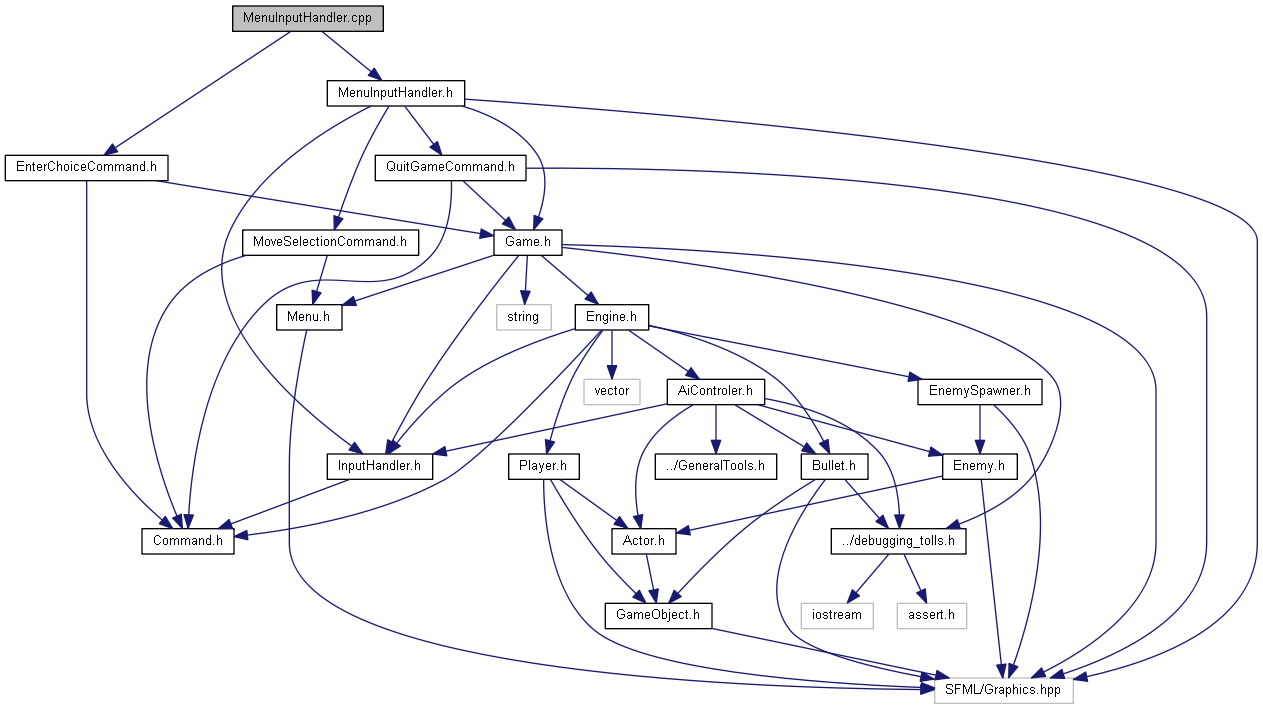 MenuInputHandler.cpp
MenuInputHandler.h
EnterChoiceCommand.h
QuitGameCommand.h
MoveSelectionCommand.h
Game.h
Menu.h
string
Engine.h
vector
AiControler.h
EnemySpawner.h
InputHandler.h
Player.h
../GeneralTools.h
Bullet.h
Enemy.h
Command.h
Actor.h
../debugging_tolls.h
GameObject.h
iostream
assert.h
SFML/Graphics.hpp